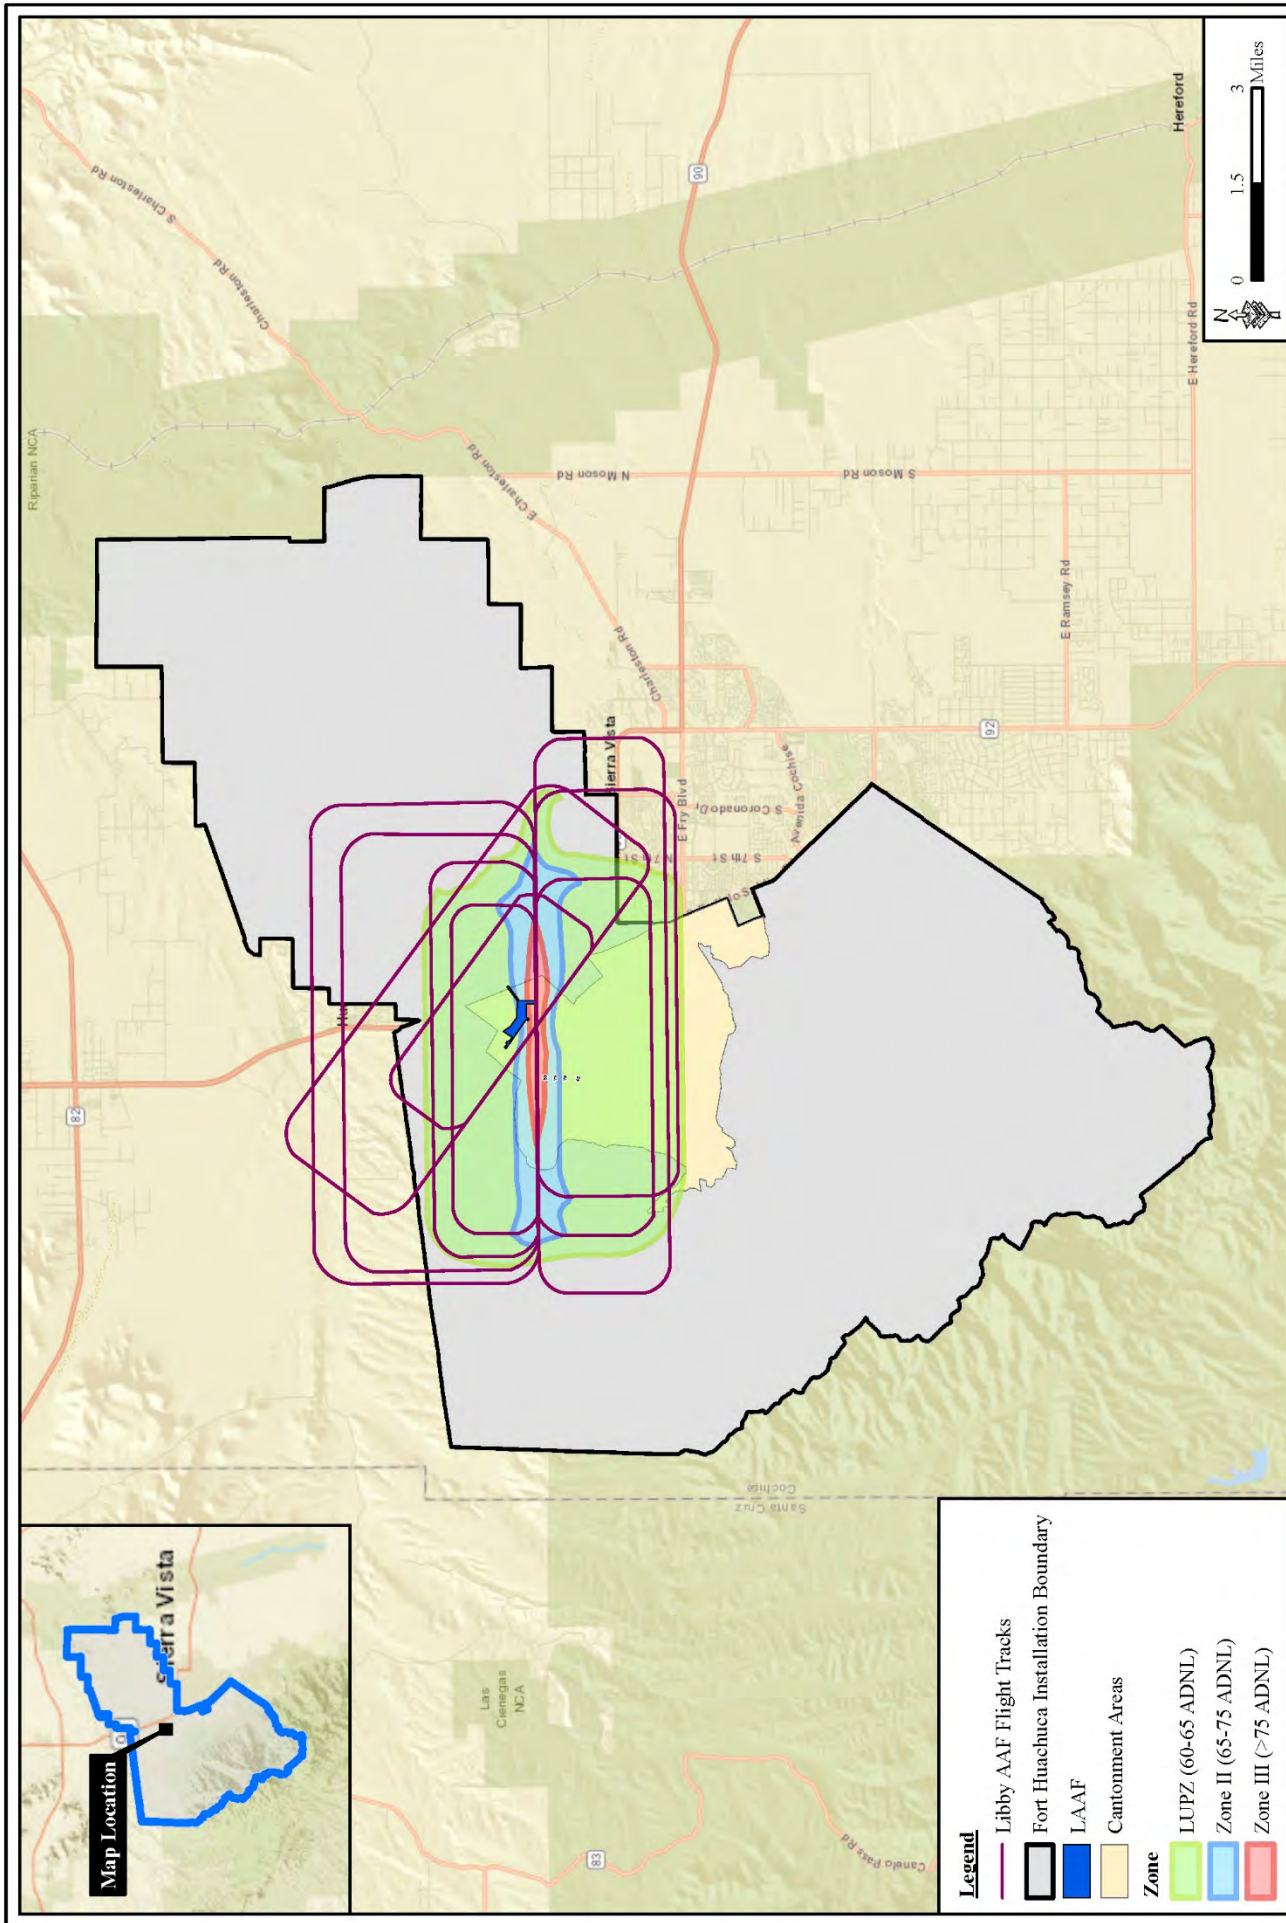 Map Location
Sierra Vista
82
83
Las
Cienegas
NCA
Canelo Pass Rd
Santa Cruz
Cochise
Riparian NCA
S Charleston Rd
Charleston Rd
E Charleston Rd
Charleston Rd
N Moson Rd
S Moson Rd
90
Sierra Vista
E Fry Blvd
N 7th St
S 7th St
S Coronado Dr
Avenida Cochise
92
E Ramsey Rd
E Hereford Rd
Hereford
Legend
Libby AAF Flight Tracks
Fort Huachuca Installation Boundary
LAAF
Cantonment Areas
Zone
LUPZ (60-65 ADNL)
Zone II (65-75 ADNL)
Zone III (>75 ADNL)
N
0 1.5 3
Miles